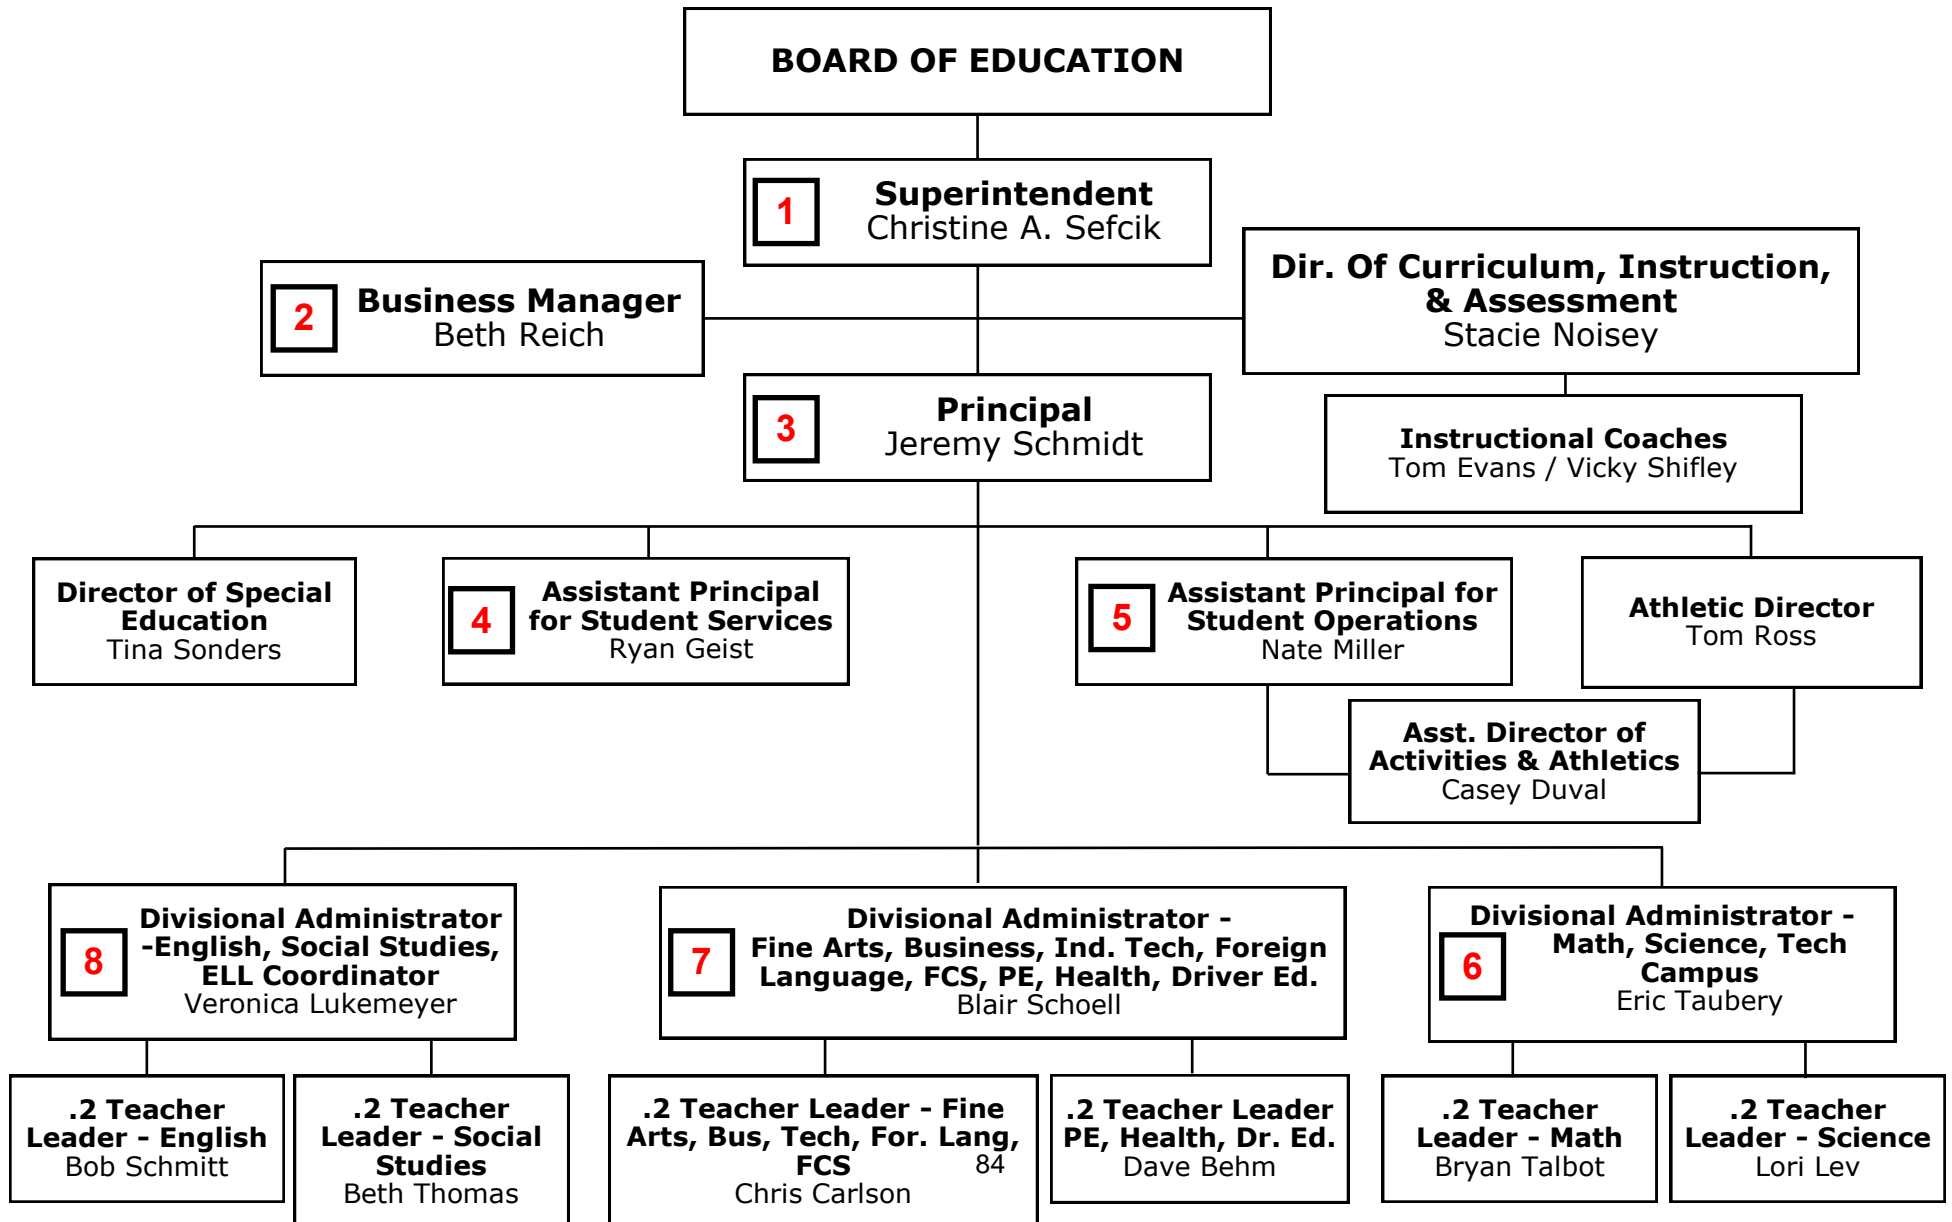 BOARD OF EDUCATION
1
Superintendent
Christine A. Sefcik
2
Business Manager
Beth Reich
Dir. Of Curriculum, Instruction,
& Assessment
Stacie Noisey
3
Principal
Jeremy Schmidt
Instructional Coaches
Tom Evans / Vicky Shifley
Director of Special
Education
Tina Sonders
4
Assistant Principal
for Student Services
Ryan Geist
5
Assistant Principal for
Student Operations
Nate Miller
Athletic Director
Tom Ross
Asst. Director of
Activities & Athletics
Casey Duval
8
Divisional Administrator
-English, Social Studies,
ELL Coordinator
Veronica Lukemeyer
7
Divisional Administrator -
Fine Arts, Business, Ind. Tech, Foreign
Language, FCS, PE, Health, Driver Ed.
Blair Schoell
6
Divisional Administrator -
Math, Science, Tech
Campus
Eric Taubery
.2 Teacher
Leader - English
Bob Schmitt
.2 Teacher
Leader - Social
Studies
Beth Thomas
.2 Teacher Leader - Fine
Arts, Bus, Tech, For. Lang,
FCS
84
Chris Carlson
.2 Teacher Leader
PE, Health, Dr. Ed.
Dave Behm
.2 Teacher
Leader - Math
Bryan Talbot
.2 Teacher
Leader - Science
Lori Lev